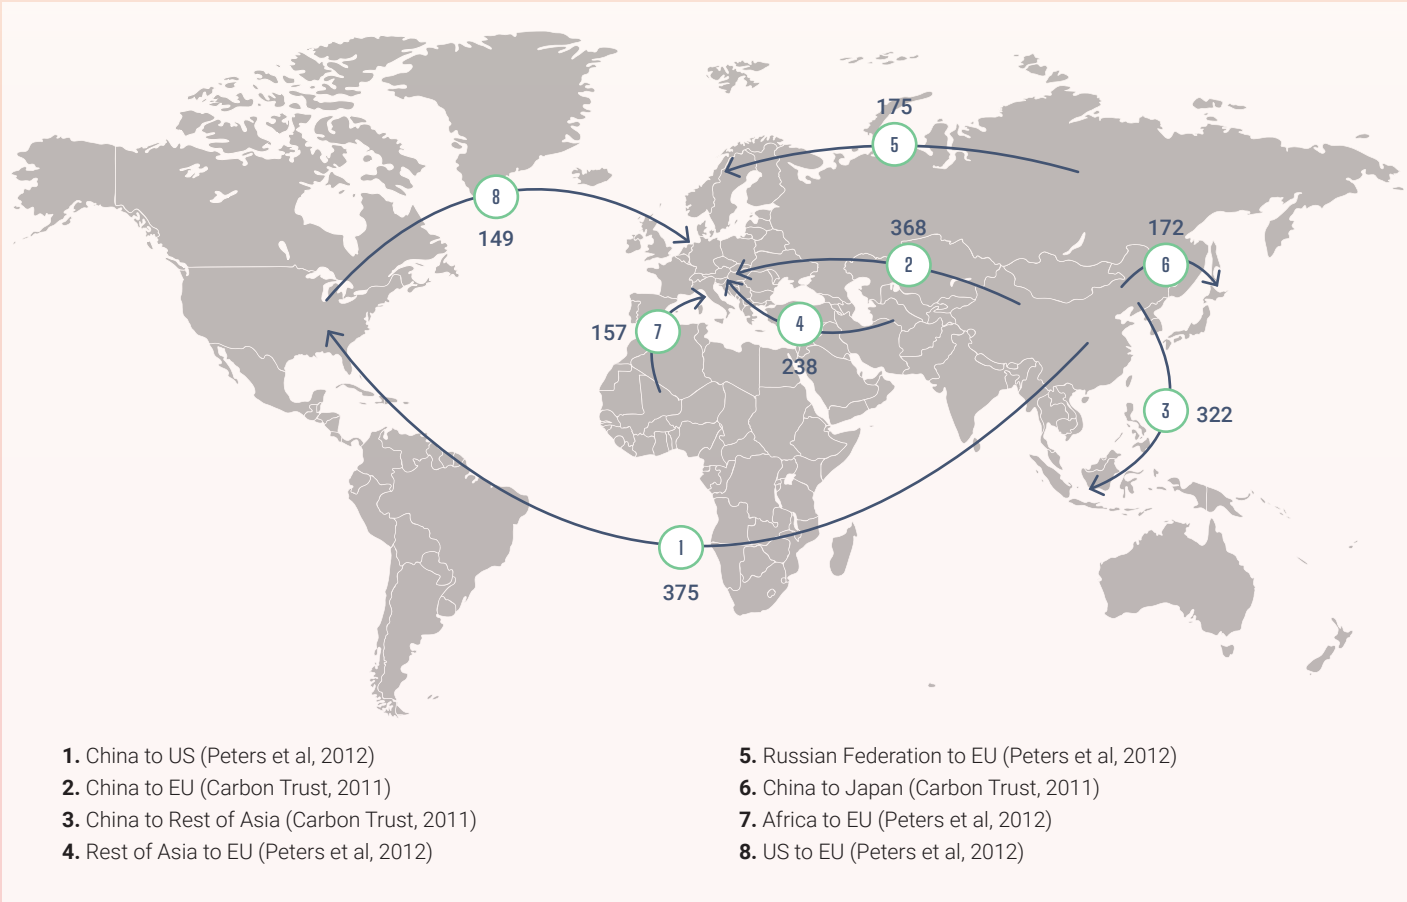 175
5
8
149
368
2
172
6
157
7
4
238
3
322
1
375
1. China to US (Peters et al, 2012)
2. China to EU (Carbon Trust, 2011)
3. China to Rest of Asia (Carbon Trust, 2011)
4. Rest of Asia to EU (Peters et al, 2012)
5. Russian Federation to EU (Peters et al, 2012)
6. China to Japan (Carbon Trust, 2011)
7. Africa to EU (Peters et al, 2012)
8. US to EU (Peters et al, 2012)